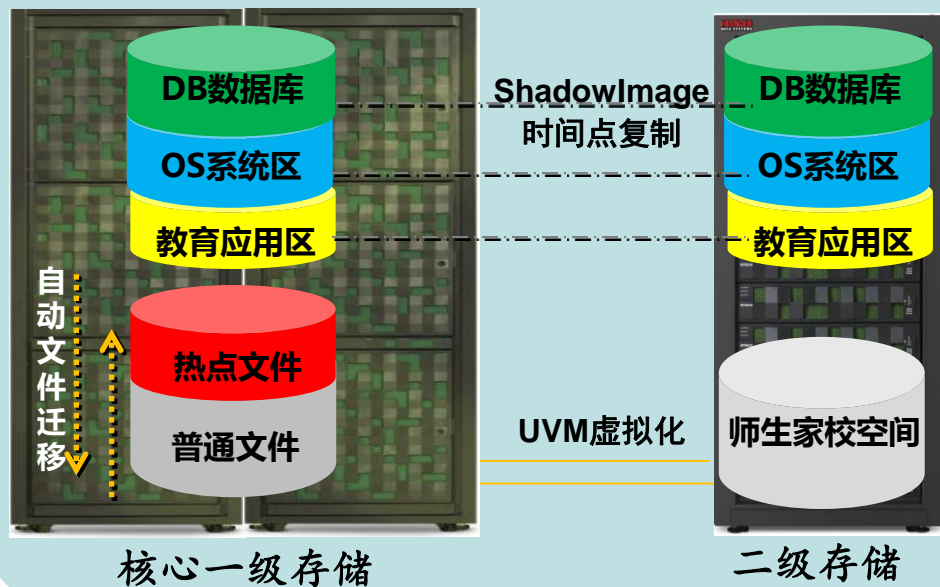 DB数据库
OS系统区
教育应用区
自动文件迁移
热点文件
普通文件
核心一级存储
ShadowImage
时间点复制
UVM虚拟化
DB数据库
OS系统区
教育应用区
师生家校空间
二级存储